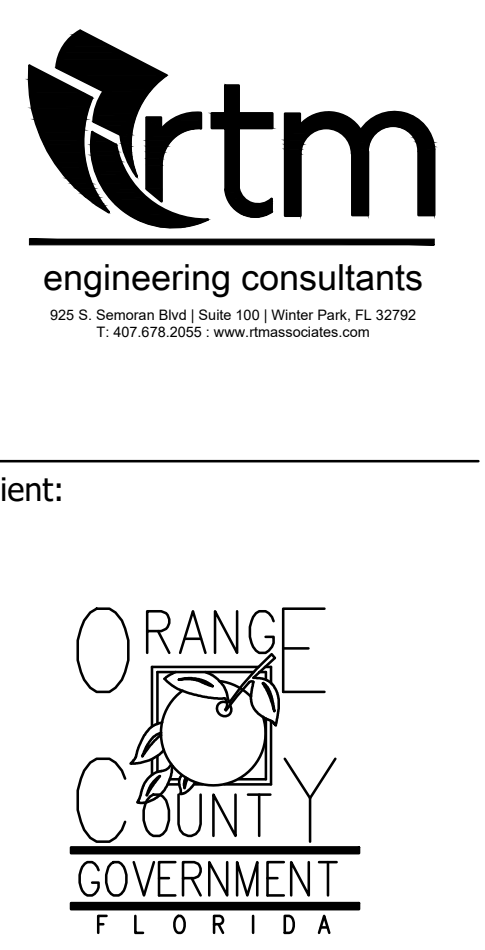 rtm
engineering consultants
925 S. Semoran Blvd | Suite 100 | Winter Park, FL 32792
T: 407.678.2055 : www.rtmassociates.com
ient:
ORANGE
COUNTY
GOVERNMENT
FLORIDA